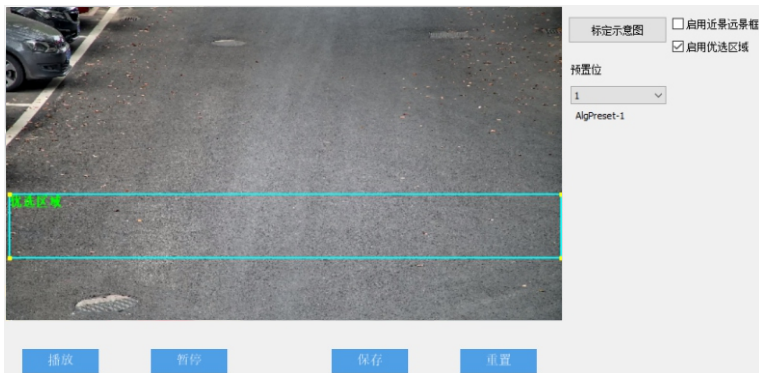 标定示意图
启用近景远景框
启用优选区域
预置位
1
AlgPreset-1
优选区域
播放
暂停
保存
重置